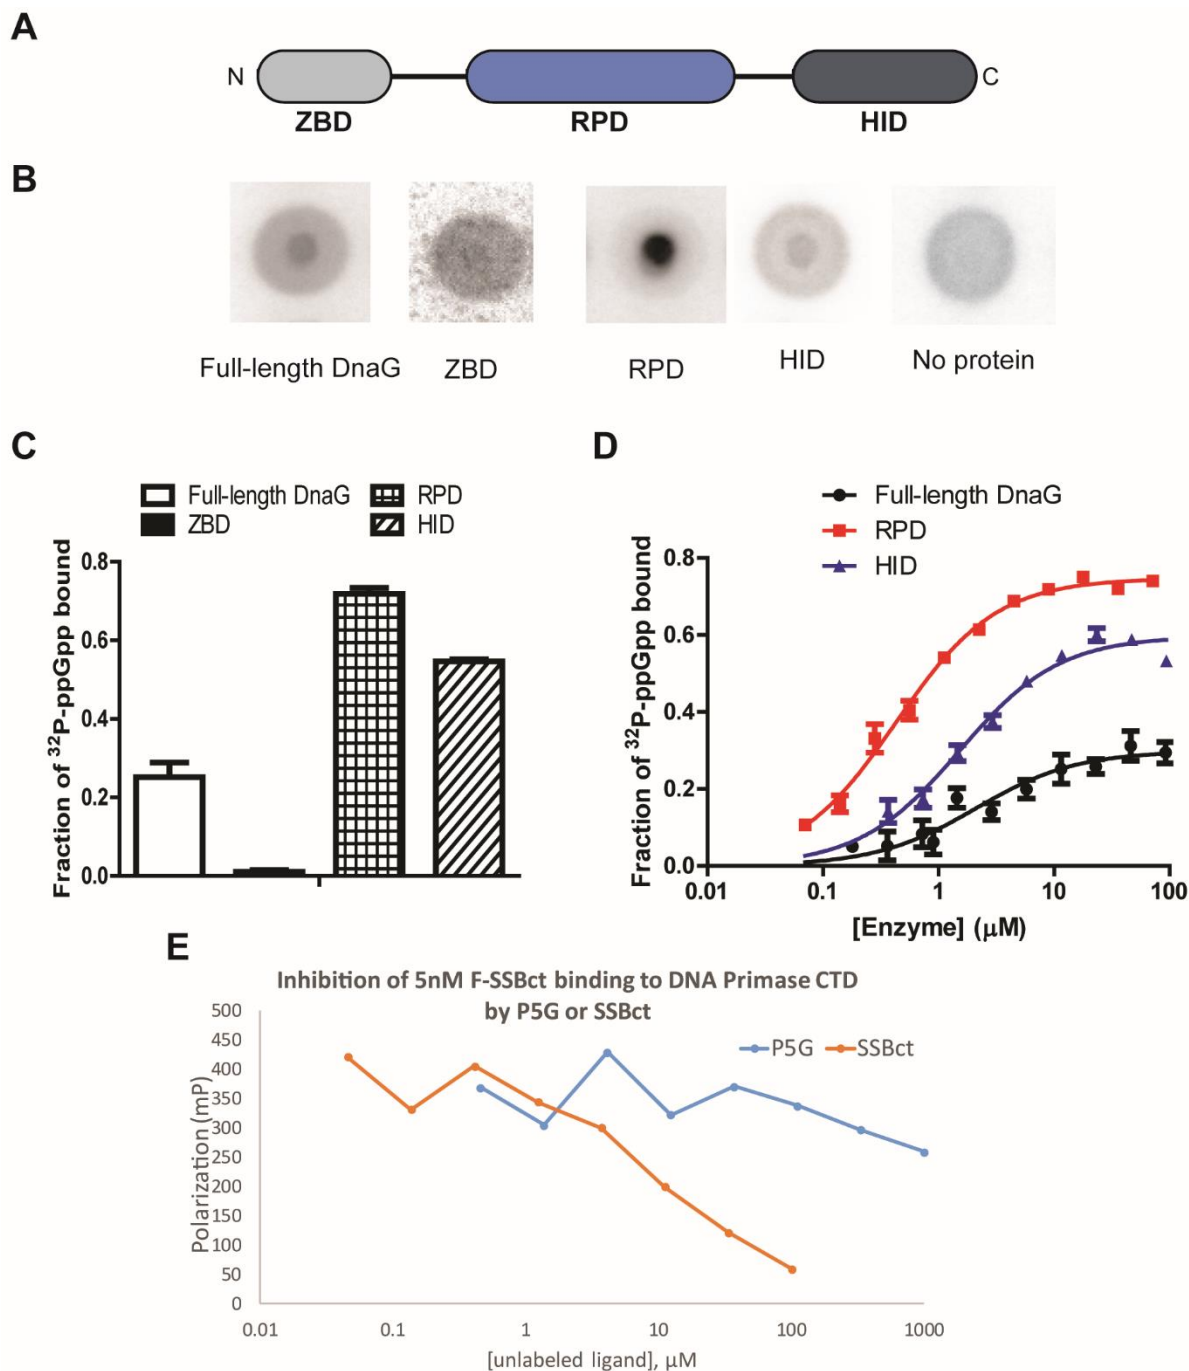 A
N
C
ZBD
RPD
HID
B
Full-length DnaG
ZBD
RPD
HID
No protein
C
Full-length DnaG
RPD
ZBD
HID
Fraction of ³²P-ppGpp bound
0.8
0.6
0.4
0.2
0.0
D
Full-length DnaG
RPD
HID
Fraction of ³²P-ppGpp bound
0.8
0.6
0.4
0.2
0.0
0.01
0.1
1
10
100
[Enzyme] (μM)
E
Inhibition of 5nM F-SSBct binding to DNA Primase CTD
by P5G or SSBct
P5G
SSBct
Polarization (mP)
500
450
400
350
300
250
200
150
100
50
0
0.01
0.1
1
10
100
1000
[unlabeled ligand], μM